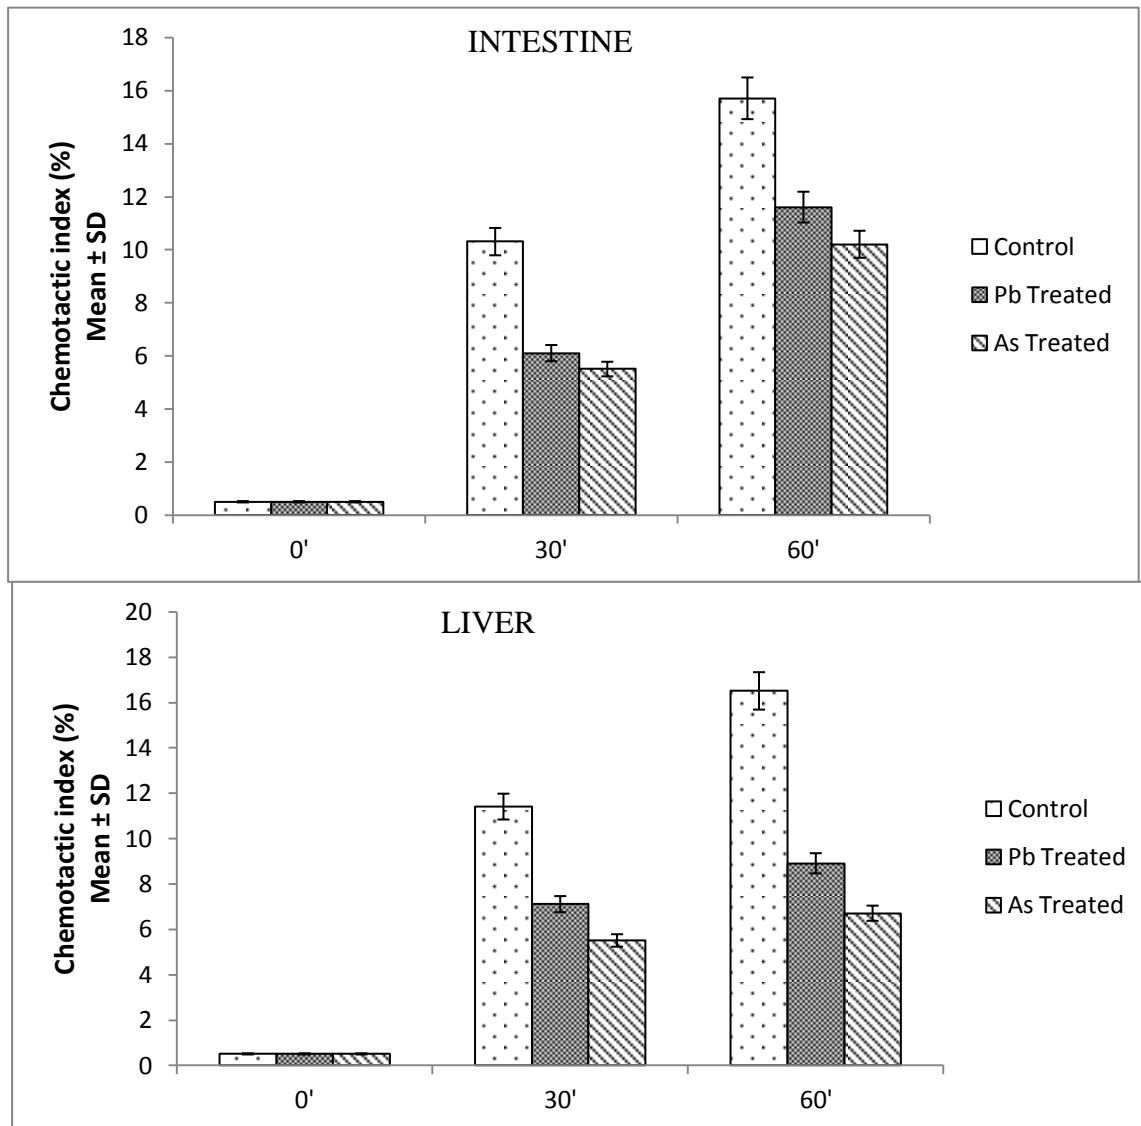 INTESTINE
18
16
14
12
10
8
6
4
2
0
Chemotactic index (%)
Mean ± SD
0' 30' 60'
Control
Pb Treated
As Treated
LIVER
20
18
16
14
12
10
8
6
4
2
0
Chemotactic index (%)
Mean ± SD
0' 30' 60'
Control
Pb Treated
As Treated